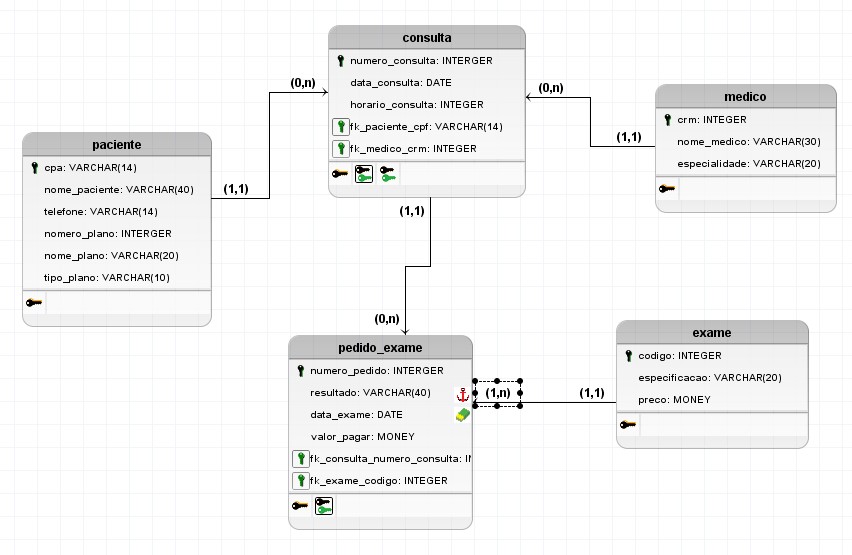 consulta
numero_consulta: INTERGER
data_consulta: DATE
horario_consulta: INTEGER
fk_paciente_cpf: VARCHAR(14)
fk_medico_crm: INTEGER
(0,n)
(0,n)
medico
crm: INTEGER
nome_medico: VARCHAR(30)
especialidade: VARCHAR(20)
(1,1)
paciente
cpa: VARCHAR(14)
nome_paciente: VARCHAR(40)
telefone: VARCHAR(14)
nomero_plano: INTERGER
nome_plano: VARCHAR(20)
tipo_plano: VARCHAR(10)
(1,1)
(1,1)
(0,n)
pedido_exame
numero_pedido: INTERGER
resultado: VARCHAR(40)
data_exame: DATE
valor_pagar: MONEY
fk_consulta_numero_consulta: IN
fk_exame_codigo: INTEGER
(1,n)
(1,1)
exame
codigo: INTEGER
especificacao: VARCHAR(20)
preco: MONEY